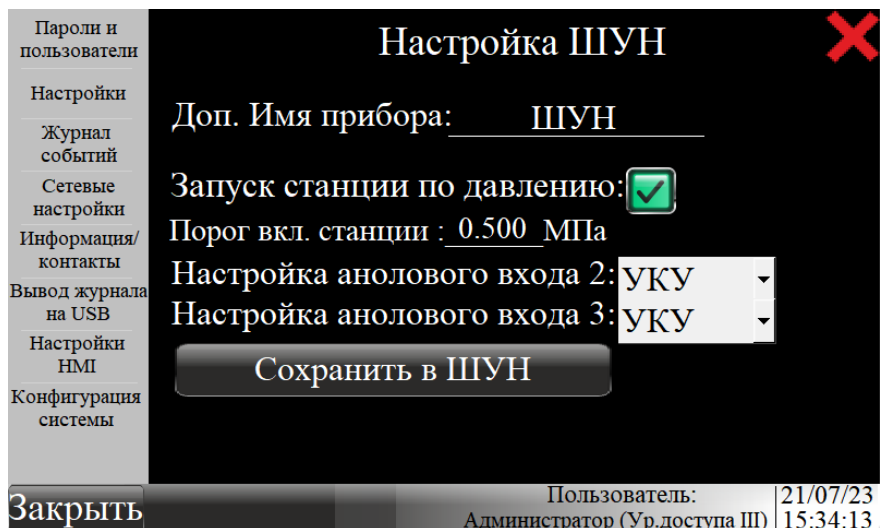 Пароли и
пользователи
Настройки
Журнал
событий
Сетевые
настройки
Информация/
контакты
Вывод журнала
на USB
Настройки
HMI
Конфигурация
системы
Настройка ШУН
Доп. Имя прибора: ШУН
Запуск станции по давлению:
Порог вкл. станции : 0.500 МПа
Настройка анолового входа 2: УКУ
Настройка анолового входа 3: УКУ
Сохранить в ШУН
Закрыть
Пользователь:
Администратор (Ур.доступа III)
21/07/23
15:34:13